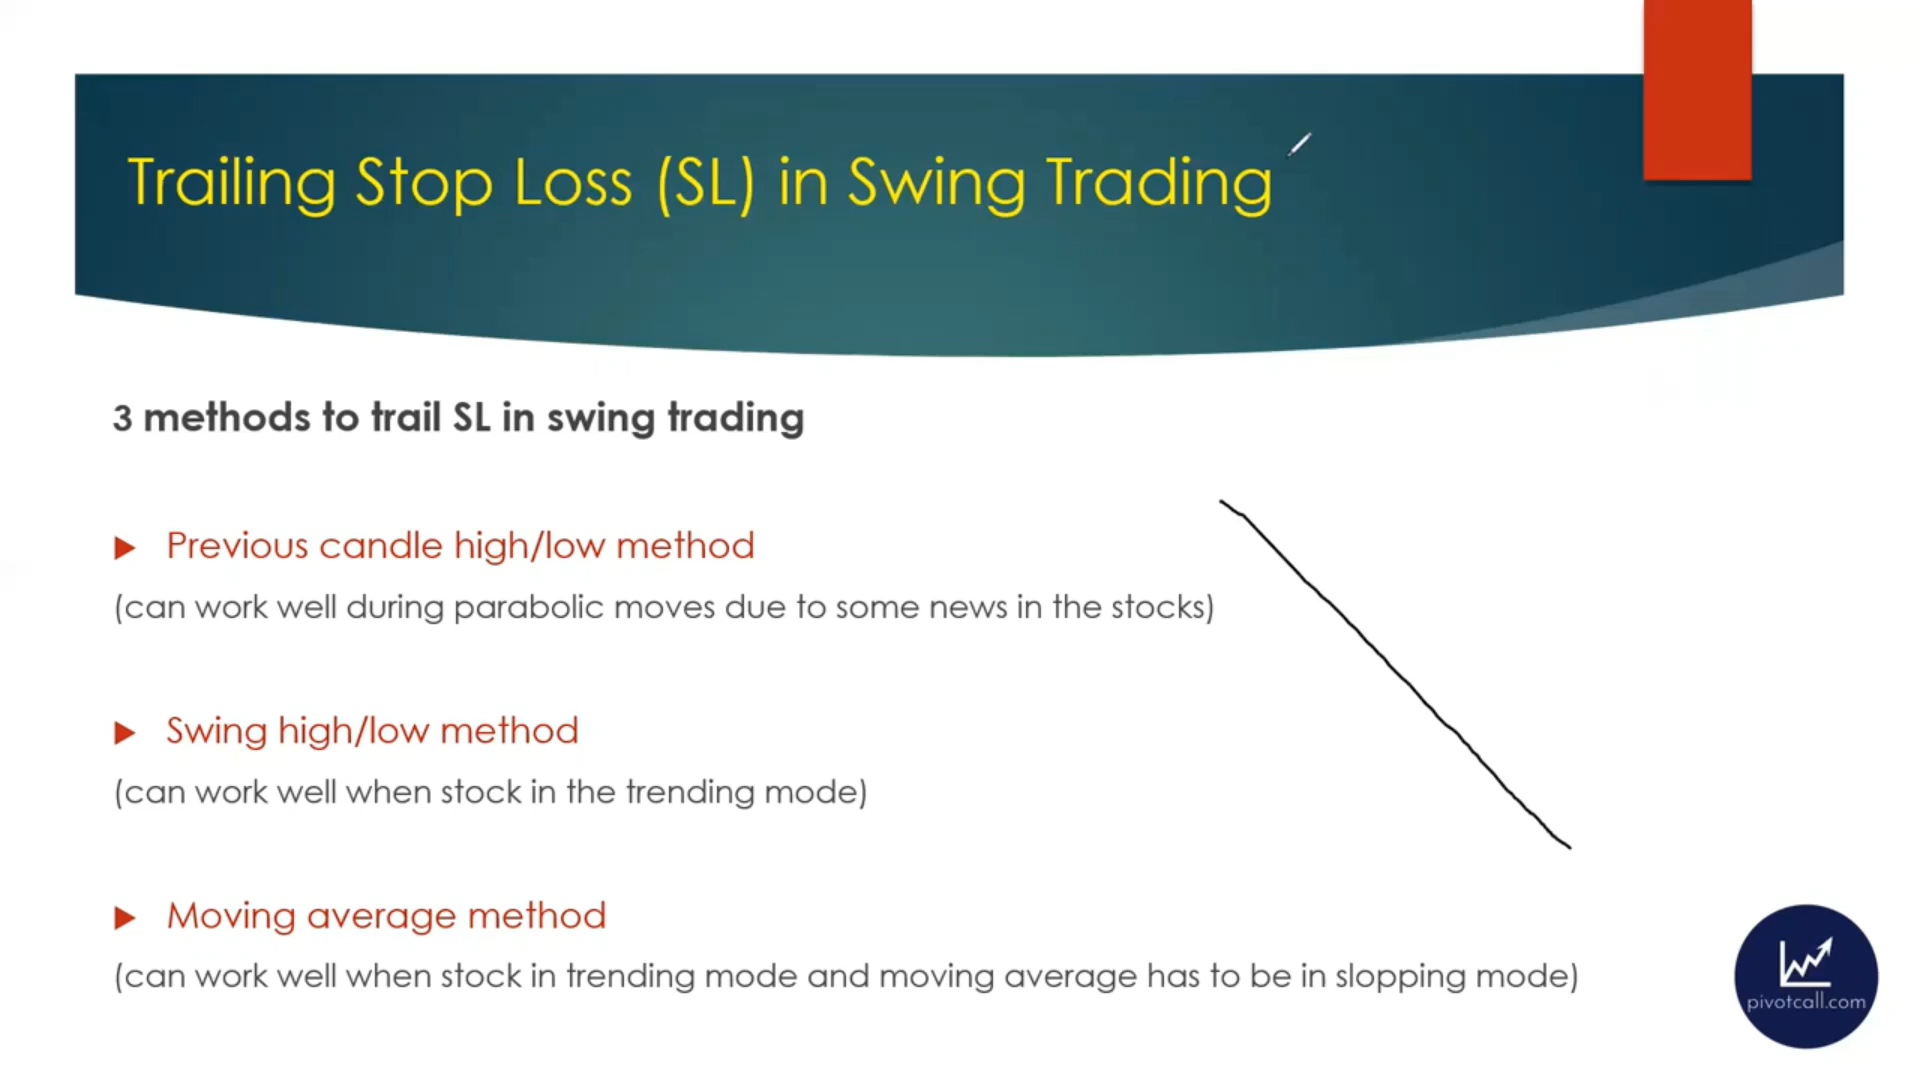 Trailing Stop Loss (SL) in Swing Trading
3 methods to trail SL in swing trading
Previous candle high/low method
(can work well during parabolic moves due to some news in the stocks)
Swing high/low method
(can work well when stock in the trending mode)
Moving average method
(can work well when stock in trending mode and moving average has to be in slopping mode)
pivotcall.com